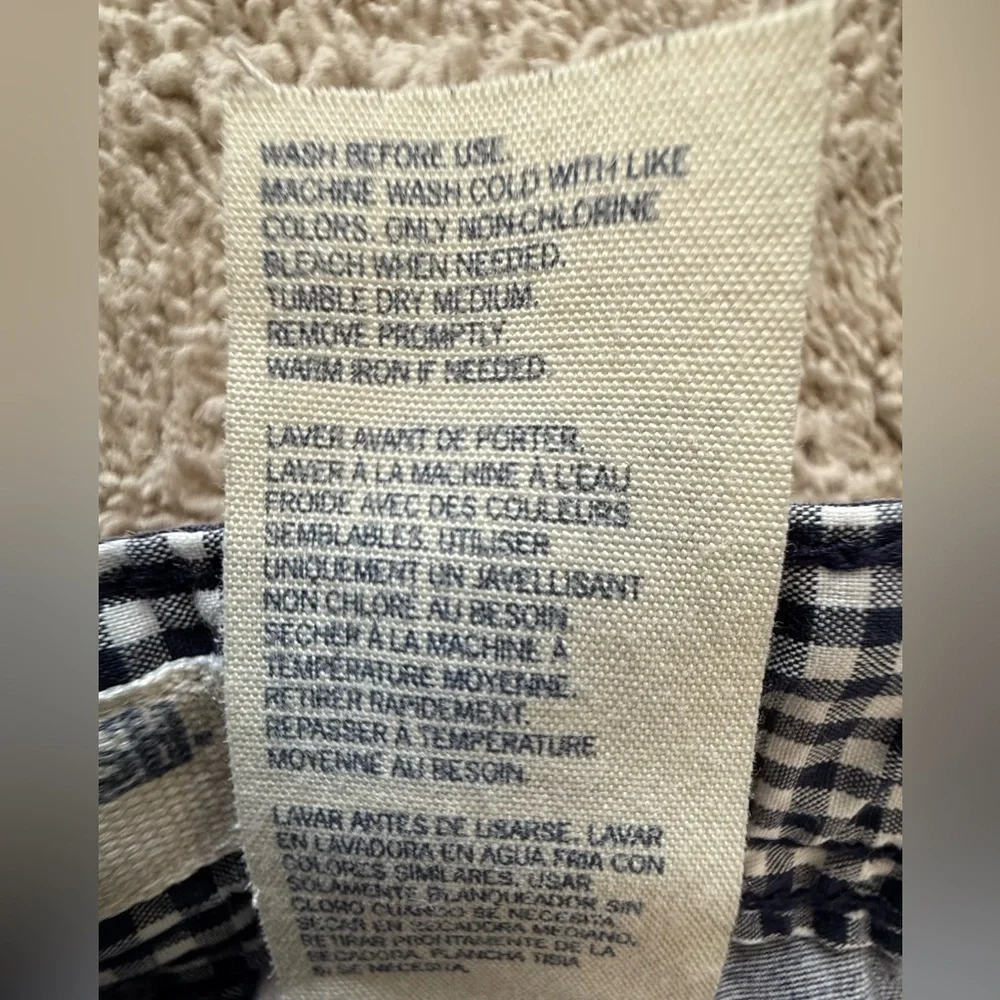 WASH BEFORE USE.
MACHINE WASH COLD WITH LIKE
COLORS. ONLY NON-CHLORINE
BLEACH WHEN NEEDED.
TUMBLE DRY MEDIUM.
REMOVE PROMPTLY.
WARM IRON IF NEEDED.
LAVER AVANT DE PORTER.
LAVER À LA MACHINE À L'EAU
FROIDE AVEC DES COULEURS
SEMBLABLES. UTILISER
UNIQUEMENT UN JAVELLISANT
NON CHLORÉ AU BESOIN
SÉCHER À LA MACHINE À
TEMPÉRATURE MOYENNE.
RETIRER RAPIDEMENT.
REPASSER À TEMPÉRATURE
MOYENNE AU BESOIN.
LAVAR ANTES DE USARSE. LAVAR
EN LAVADORA EN AGUA FRIA CON
COLORES SIMILARES. USAR
SOLAMENTE BLANQUEADOR SIN
CLORO CUANDO SE NECESITA
SECAR EN SECADORA MEDIANO.
RETIRAR PRONTAMENTE DE LA
SECADORA. PLANCHA TIBIA
SI SE NECESITA.